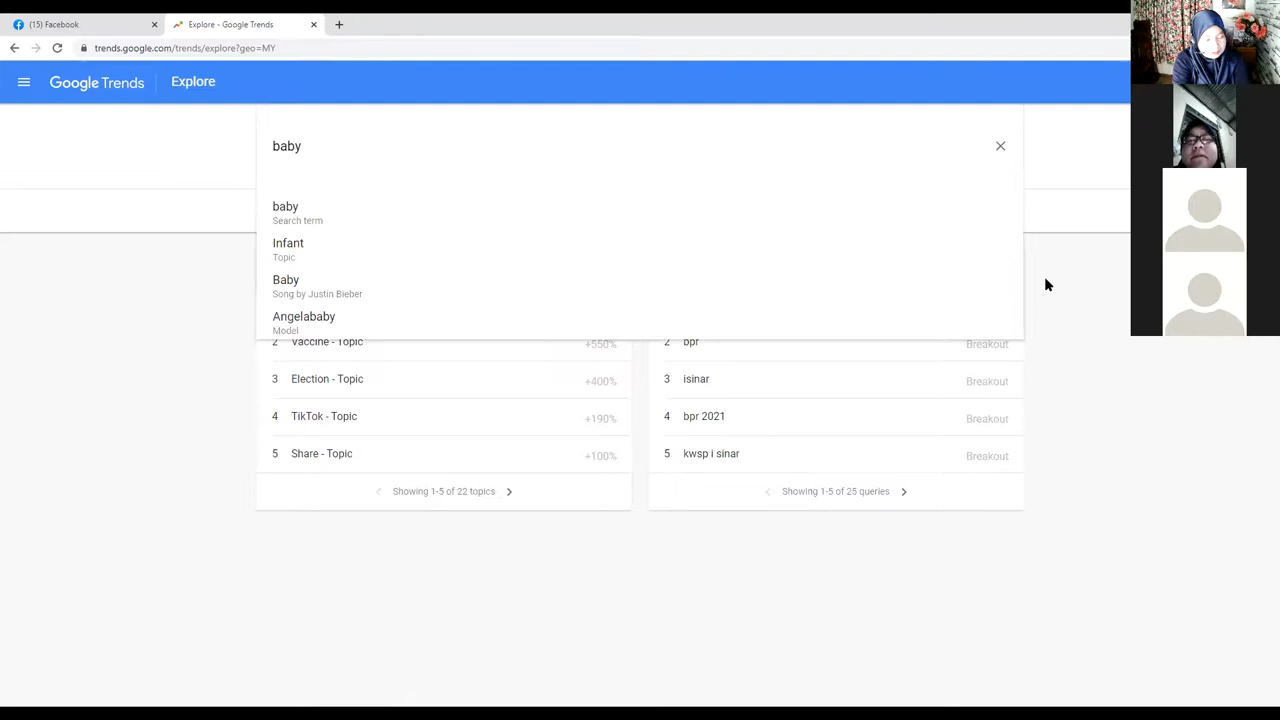 (15) Facebook
Explore - Google Trends
trends.google.com/trends/explore?geo=MY
Google Trends
Explore
baby
baby
Search term
Infant
Topic
Baby
Song by Justin Bieber
Angelababy
Model
2 Vaccine - Topic +550%
3 Election - Topic +400%
4 TikTok - Topic +190%
5 Share - Topic +100%
Showing 1-5 of 22 topics
2 bpr Breakout
3 isinar Breakout
4 bpr 2021 Breakout
5 kwsp i sinar Breakout
Showing 1-5 of 25 queries